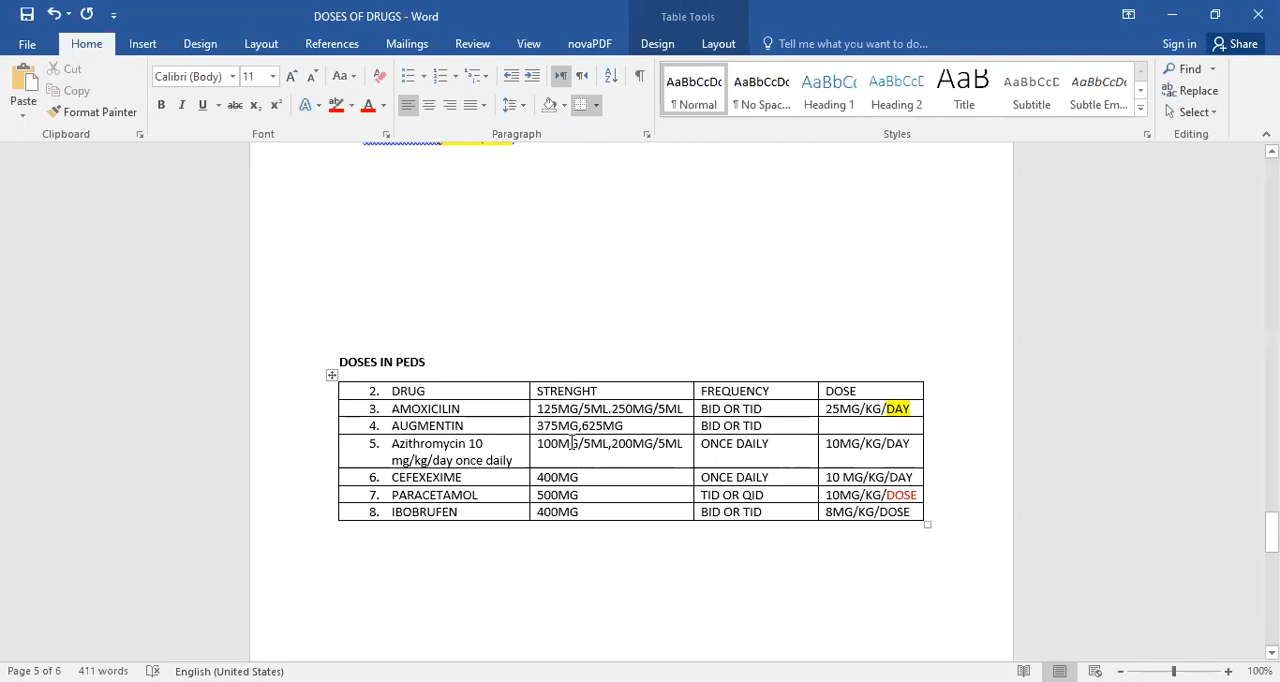 DOSES OF DRUGS - Word
Table Tools
File Home Insert Design Layout References Mailings Review View novaPDF Design Layout Tell me what you want to do... Sign in Share
Paste
Cut
Copy
Format Painter
Clipboard
Calibri (Body) 11
Font
Paragraph
AaBbCcDc AaBbCcDc AaBbCc AaBbCcC AaB AaBbCcD AaBbCcDc
¶ Normal ¶ No Spac... Heading 1 Heading 2 Title Subtitle Subtle Em...
Styles
Find
Replace
Select
Editing
DOSES IN PEDS
2. DRUG STRENGHT FREQUENCY DOSE
3. AMOXICILIN 125MG/5ML.250MG/5ML BID OR TID 25MG/KG/DAY
4. AUGMENTIN 375MG,625MG BID OR TID
5. Azithromycin 10 mg/kg/day once daily 100MG/5ML,200MG/5ML ONCE DAILY 10MG/KG/DAY
6. CEFEXEXIME 400MG ONCE DAILY 10 MG/KG/DAY
7. PARACETAMOL 500MG TID OR QID 10MG/KG/DOSE
8. IBOBRUFEN 400MG BID OR TID 8MG/KG/DOSE
Page 5 of 6 411 words English (United States) 100%